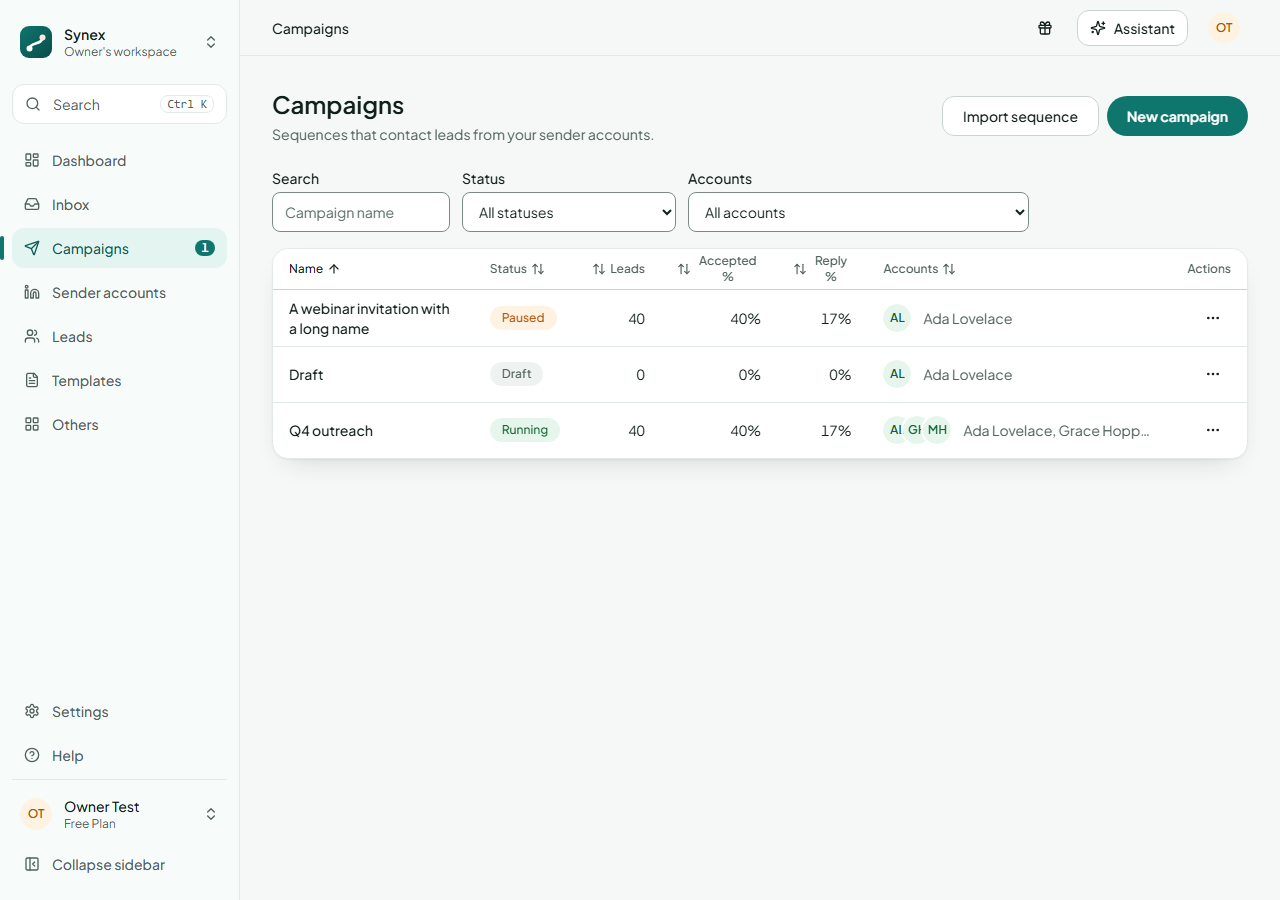 Synex
Owner's workspace
Search
Ctrl K
Dashboard
Inbox
Campaigns
1
Sender accounts
Leads
Templates
Others
Settings
Help
OT
Owner Test
Free Plan
Collapse sidebar
Campaigns
Assistant
OT
Campaigns
Sequences that contact leads from your sender accounts.
Import sequence
New campaign
Search
Status
Accounts
Campaign name
All statuses
All accounts
Name
Status
Leads
Accepted
%
Reply
%
Accounts
Actions
A webinar invitation with
a long name
Paused
40
40%
17%
AL
Ada Lovelace
Draft
Draft
0
0%
0%
AL
Ada Lovelace
Q4 outreach
Running
40
40%
17%
MH
Ada Lovelace, Grace Hopp...